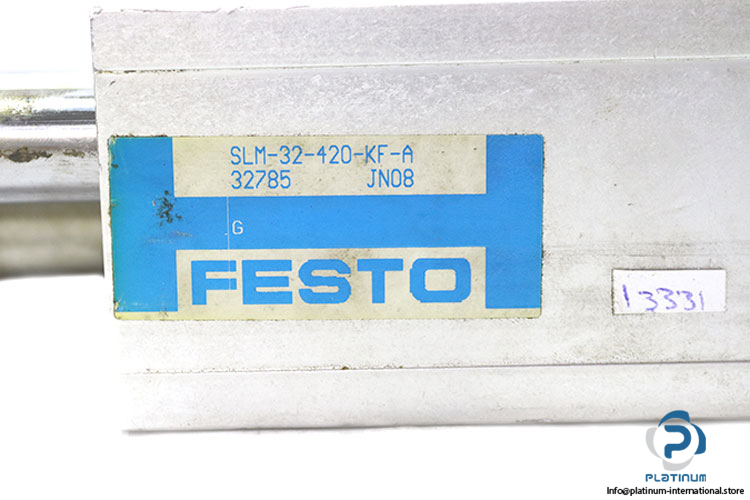 SLM-32-420-KF-A
32785 JN08
G
FESTO
13331
PLATINUM
Info@platinum-international.store